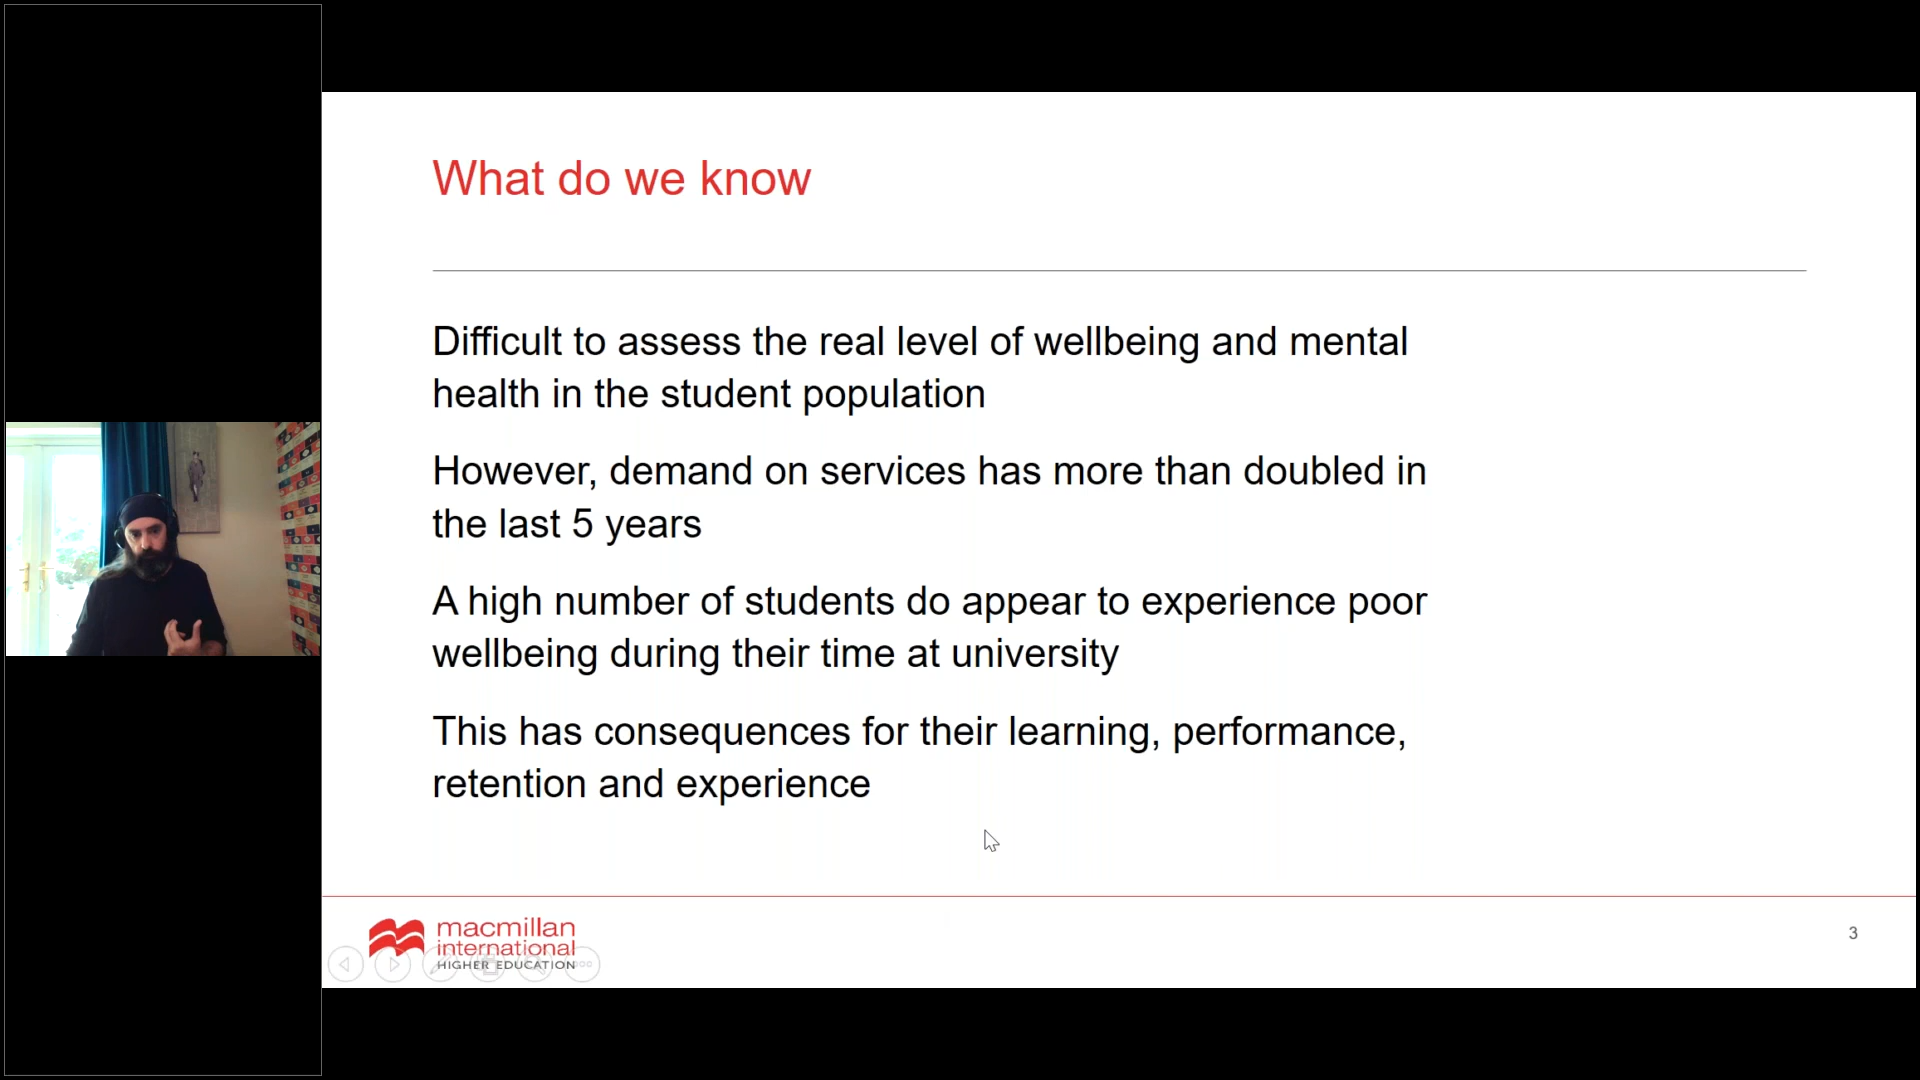 What do we know
Difficult to assess the real level of wellbeing and mental
health in the student population
However, demand on services has more than doubled in
the last 5 years
A high number of students do appear to experience poor
wellbeing during their time at university
This has consequences for their learning, performance,
retention and experience
macmillan
international
HIGHER EDUCATION
3